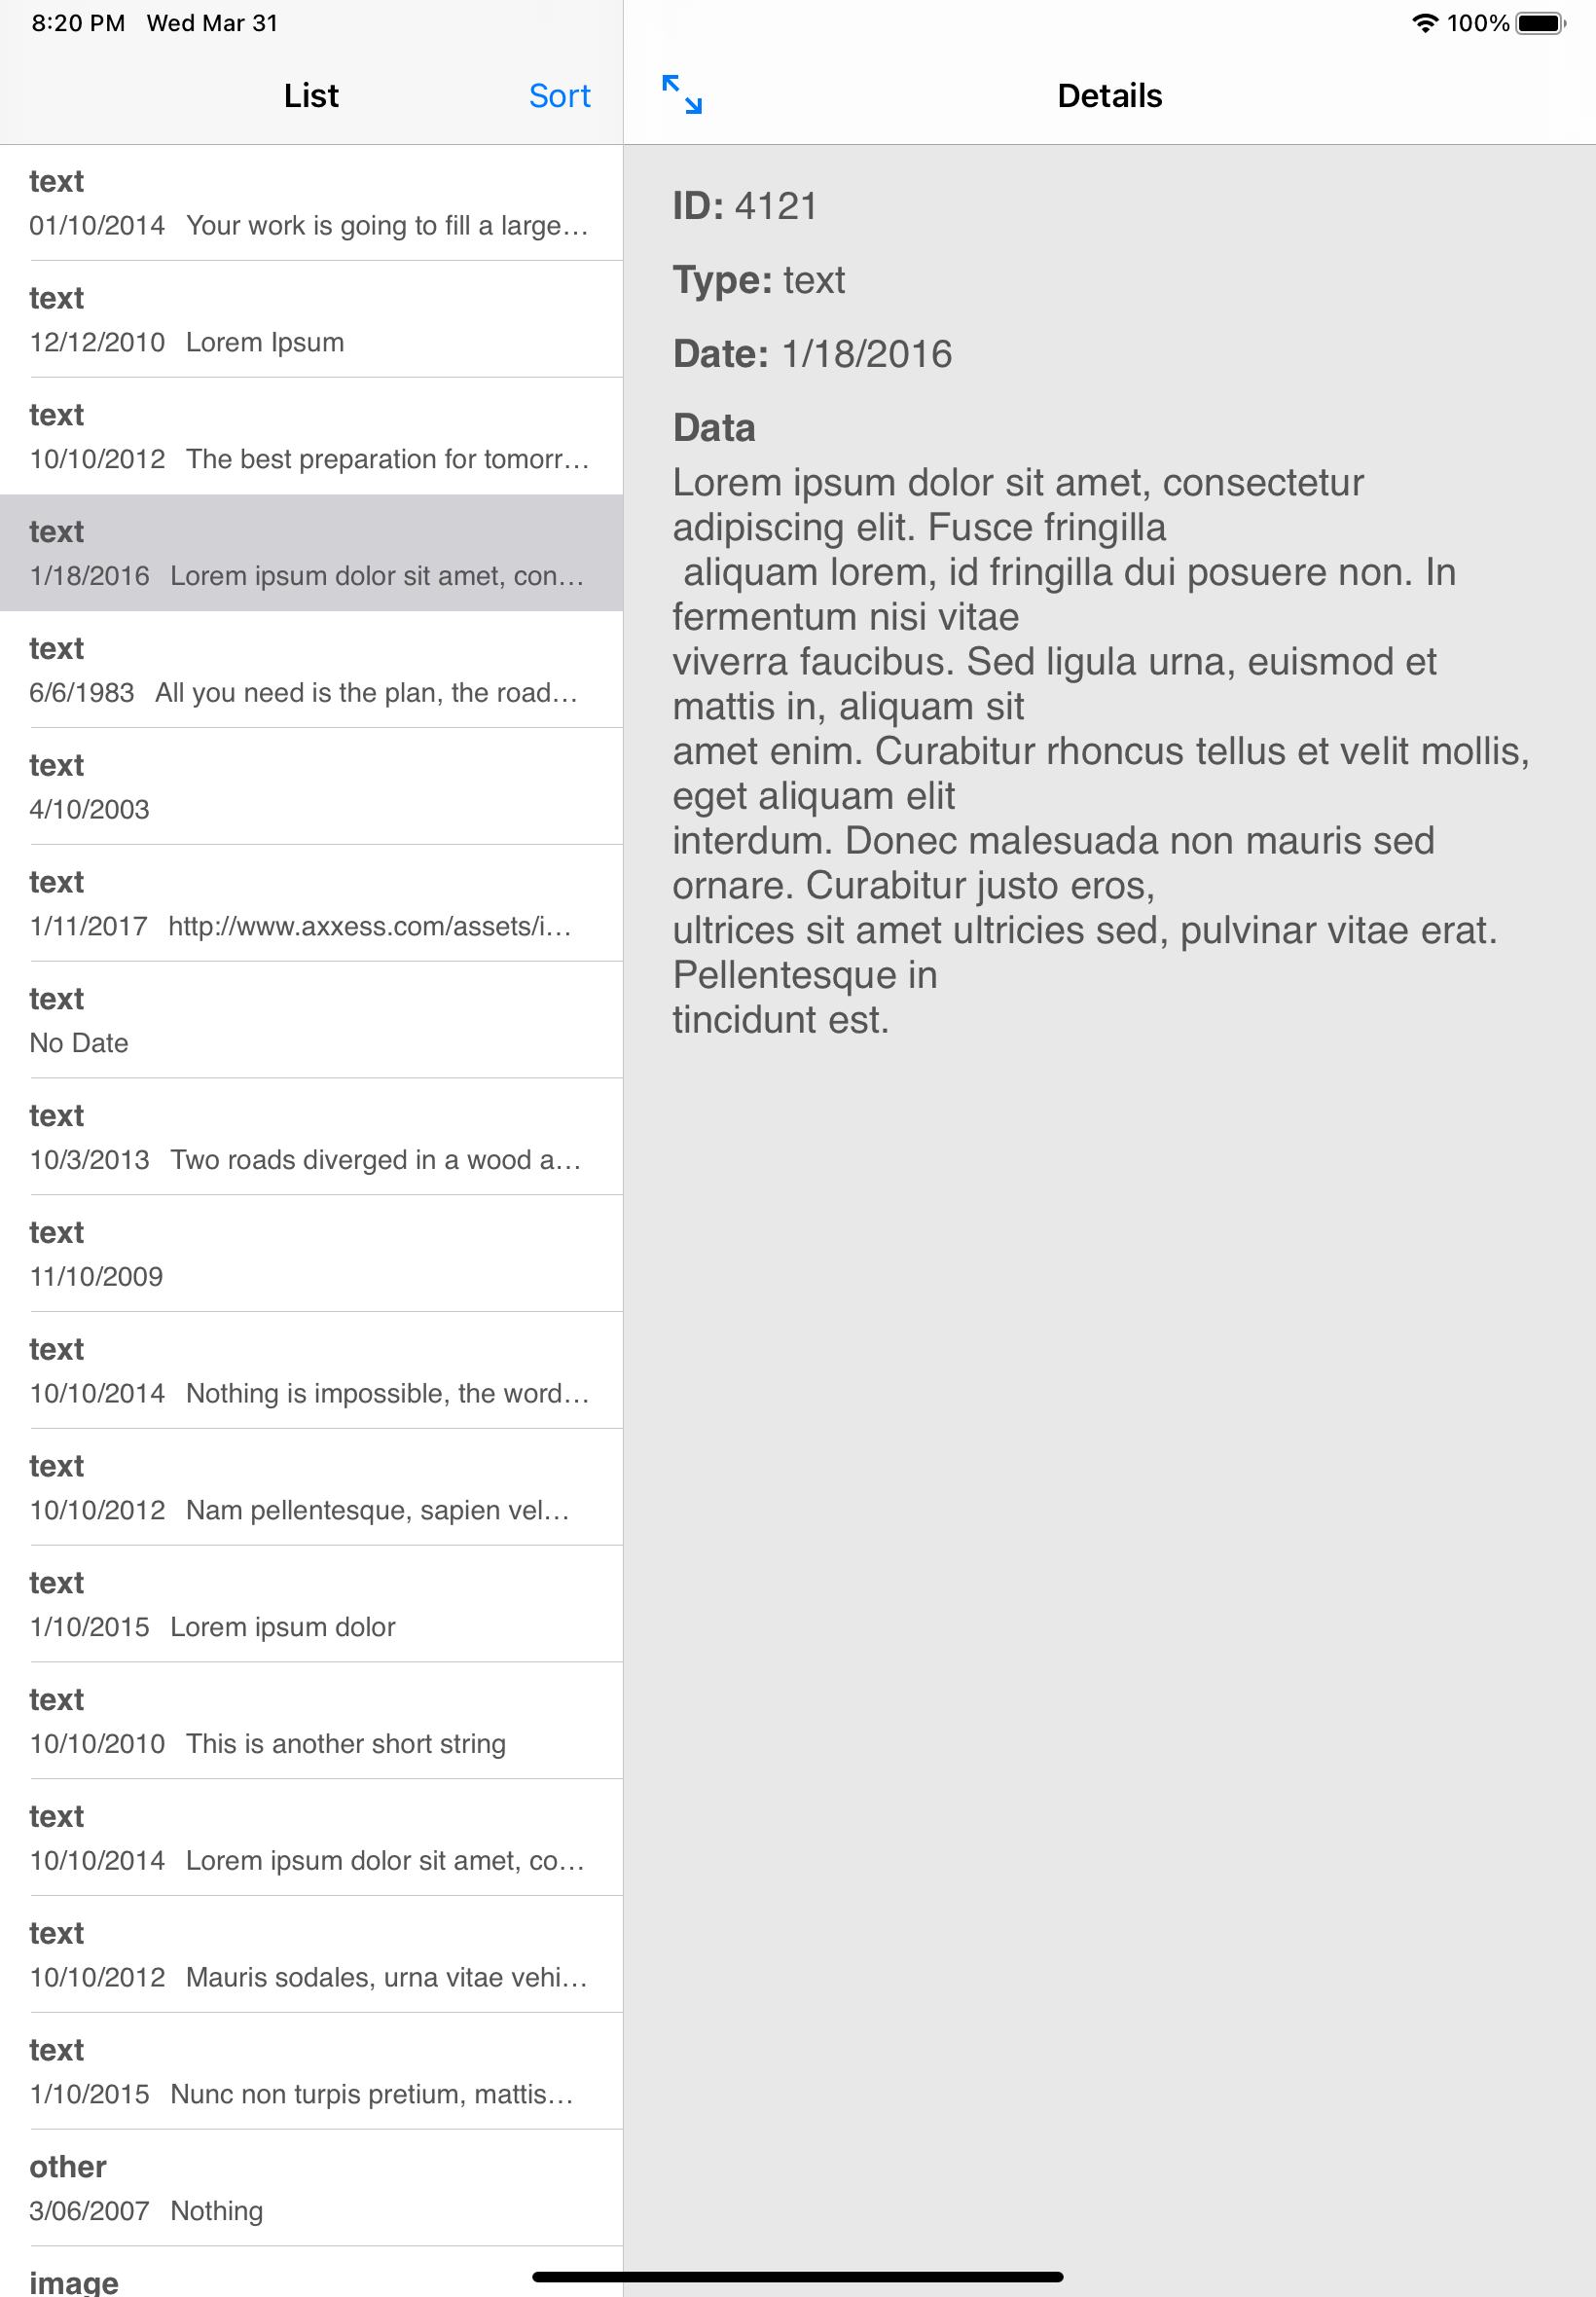 8:20 PM Wed Mar 31
100%
List
Sort
text
01/10/2014 Your work is going to fill a large…
text
12/12/2010 Lorem Ipsum
text
10/10/2012 The best preparation for tomorr…
text
1/18/2016 Lorem ipsum dolor sit amet, con…
text
6/6/1983 All you need is the plan, the road…
text
4/10/2003
text
1/11/2017 http://www.axxess.com/assets/i…
text
No Date
text
10/3/2013 Two roads diverged in a wood a…
text
11/10/2009
text
10/10/2014 Nothing is impossible, the word…
text
10/10/2012 Nam pellentesque, sapien vel…
text
1/10/2015 Lorem ipsum dolor
text
10/10/2010 This is another short string
text
10/10/2014 Lorem ipsum dolor sit amet, co…
text
10/10/2012 Mauris sodales, urna vitae vehi…
text
1/10/2015 Nunc non turpis pretium, mattis…
other
3/06/2007 Nothing
image
Details
ID: 4121
Type: text
Date: 1/18/2016
Data
Lorem ipsum dolor sit amet, consectetur
adipiscing elit. Fusce fringilla
aliquam lorem, id fringilla dui posuere non. In
fermentum nisi vitae
viverra faucibus. Sed ligula urna, euismod et
mattis in, aliquam sit
amet enim. Curabitur rhoncus tellus et velit mollis,
eget aliquam elit
interdum. Donec malesuada non mauris sed
ornare. Curabitur justo eros,
ultrices sit amet ultricies sed, pulvinar vitae erat.
Pellentesque in
tincidunt est.